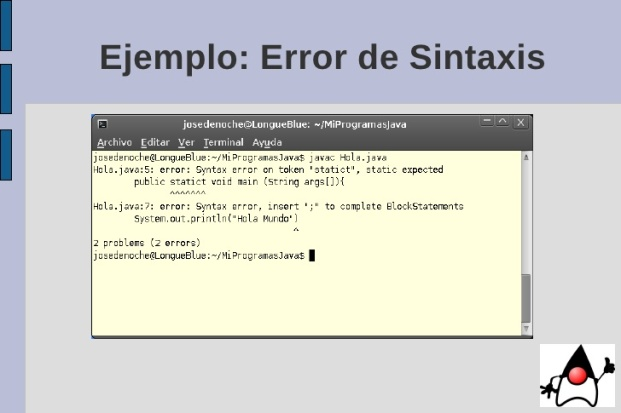 Ejemplo: Error de Sintaxis
josedenoche@LongueBlue: ~/MiProgramasJava
Archivo Editar Ver Terminal Ayuda
josedenoche@LongueBlue:~/MiProgramasJava$ javac Hola.java
Hola.java:5: error: Syntax error on token "statict", static expected
public statict void main (String args[]){
^^^^^^^
Hola.java:7: error: Syntax error, insert ";" to complete BlockStatements
System.out.println("Hola Mundo")
^
2 problems (2 errors)
josedenoche@LongueBlue:~/MiProgramasJava$